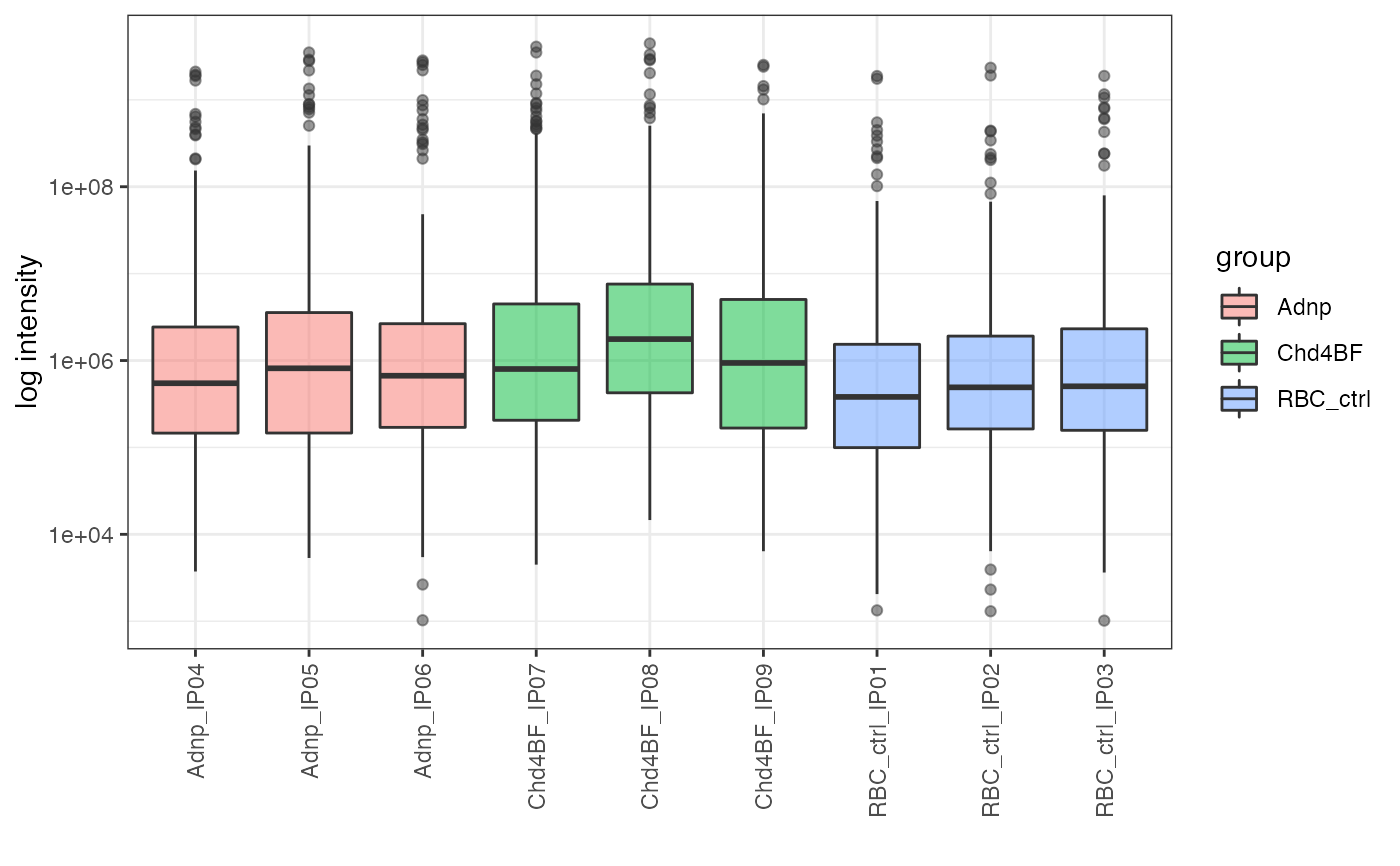 log intensity
1e+08
1e+06
1e+04
Adnp_IP04
Adnp_IP05
Adnp_IP06
Chd4BF_IP07
Chd4BF_IP08
Chd4BF_IP09
RBC_ctrl_IP01
RBC_ctrl_IP02
RBC_ctrl_IP03
group
Adnp
Chd4BF
RBC_ctrl